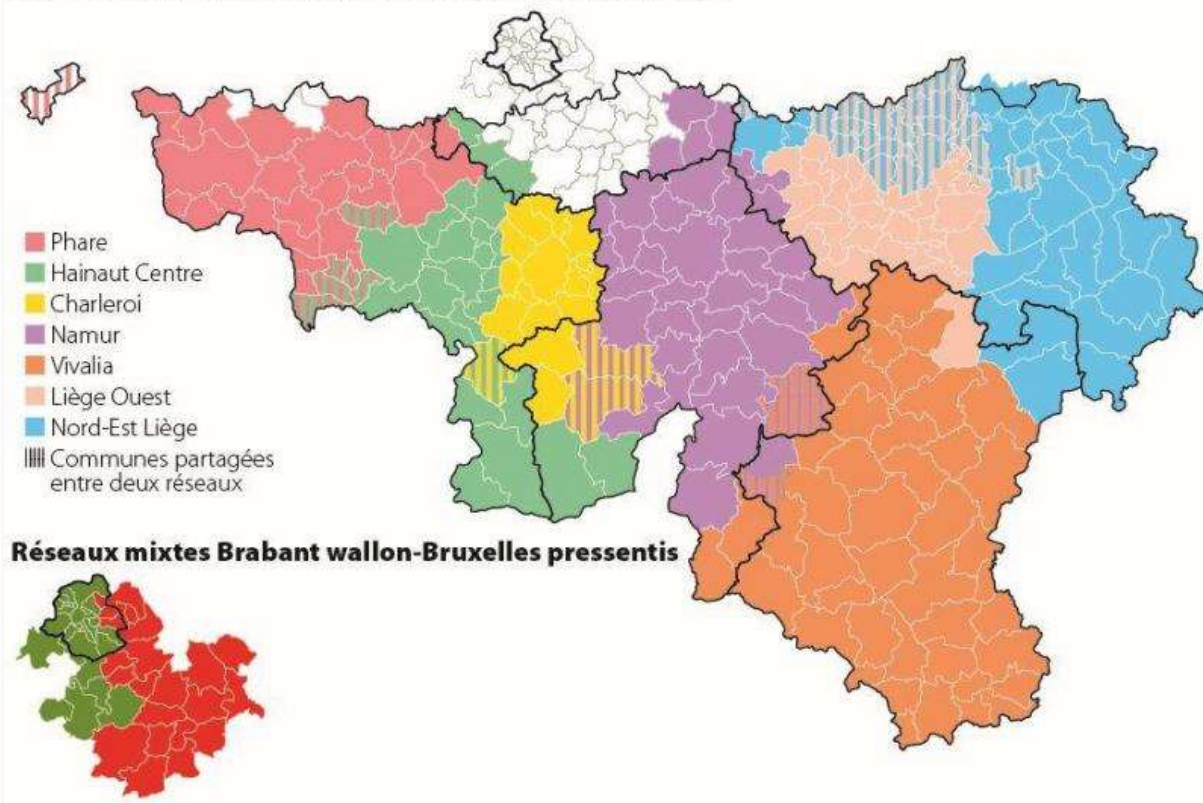 Phare
Hainaut Centre
Charleroi
Namur
Vivalia
Liège Ouest
Nord-Est Liège
Communes partagées
entre deux réseaux
Réseaux mixtes Brabant wallon-Bruxelles pressentis